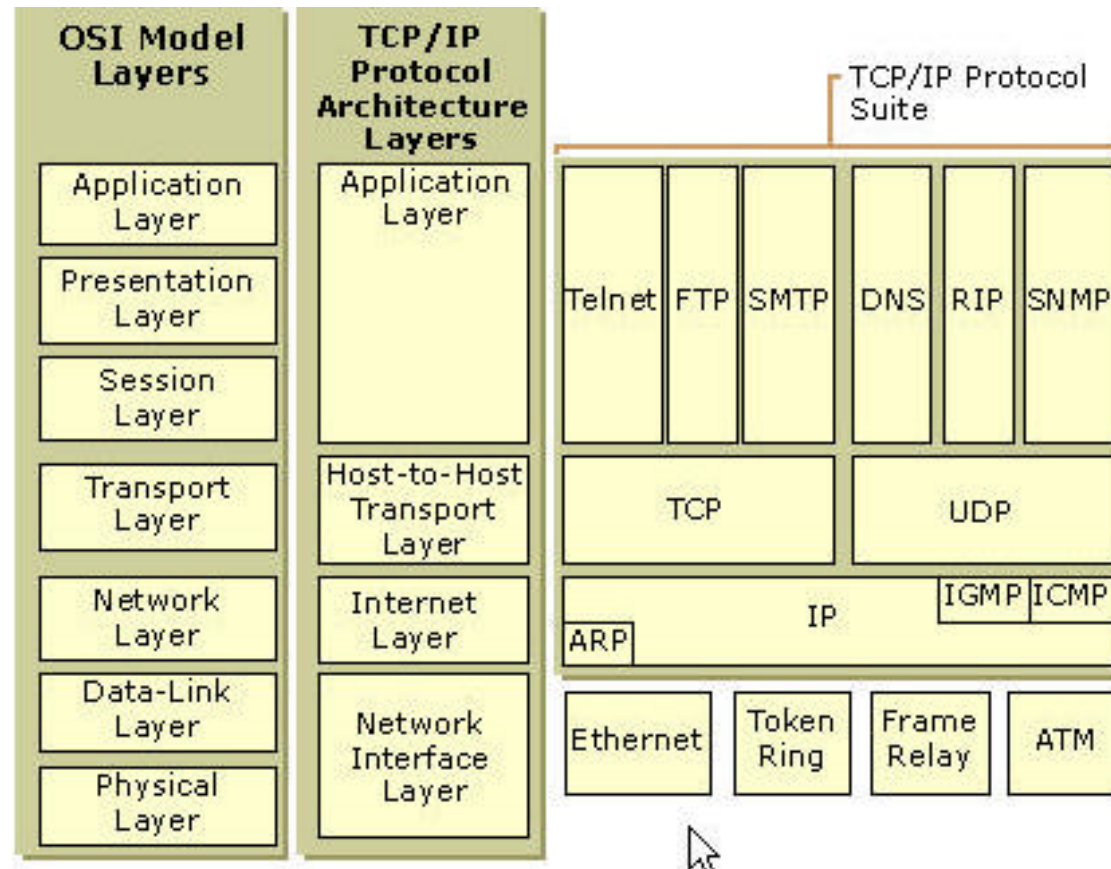 OSI Model
Layers
TCP/IP
Protocol
Architecture
Layers
TCP/IP Protocol
Suite
Application
Layer
Presentation
Layer
Session
Layer
Transport
Layer
Network
Layer
Data-Link
Layer
Physical
Layer
Application
Layer
Host-to-Host
Transport
Layer
Internet
Layer
Network
Interface
Layer
Telnet
FTP
SMTP
DNS
RIP
SNMP
TCP
UDP
IP
IGMP
ICMP
ARP
Ethernet
Token
Ring
Frame
Relay
ATM